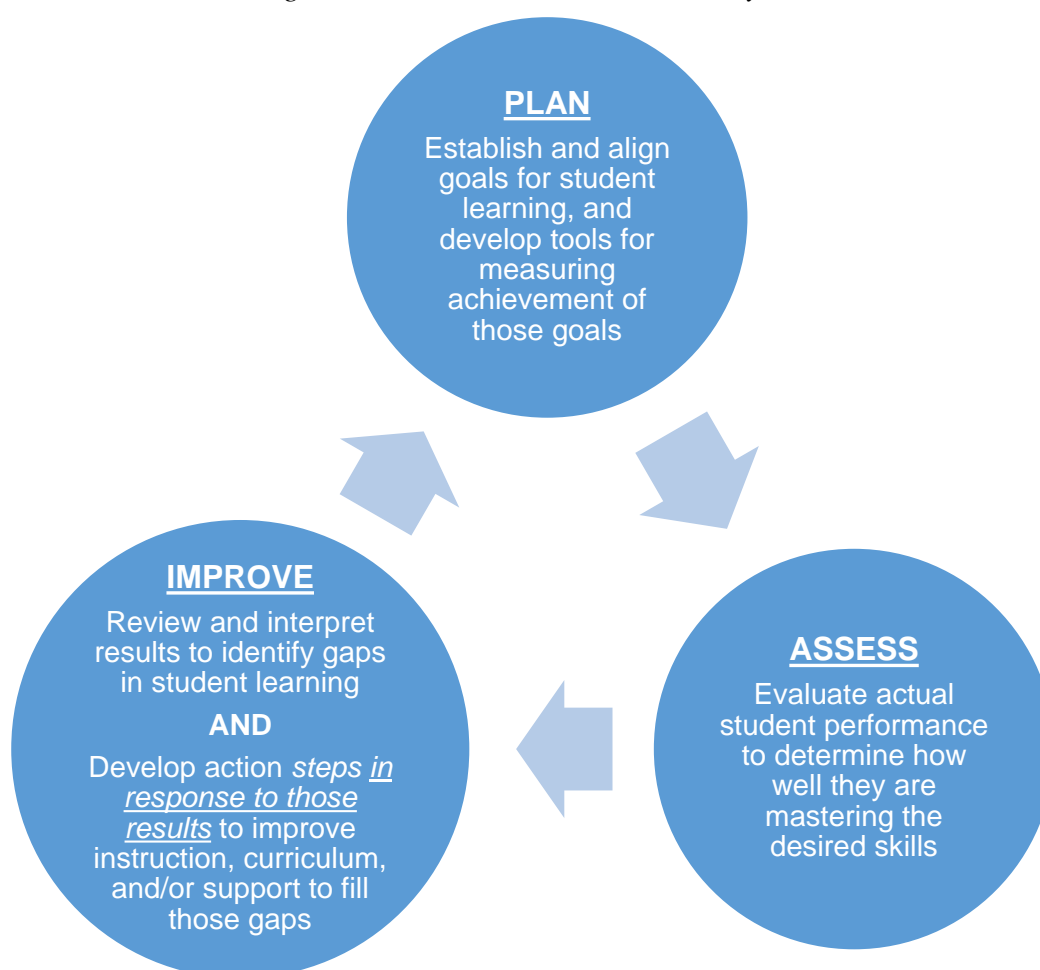 PLAN
Establish and align
goals for student
learning, and
develop tools for
measuring
achievement of
those goals
IMPROVE
Review and interpret
results to identify gaps
in student learning
AND
Develop action steps in
response to those
results to improve
instruction, curriculum,
and/or support to fill
those gaps
ASSESS
Evaluate actual
student performance
to determine how
well they are
mastering the
desired skills